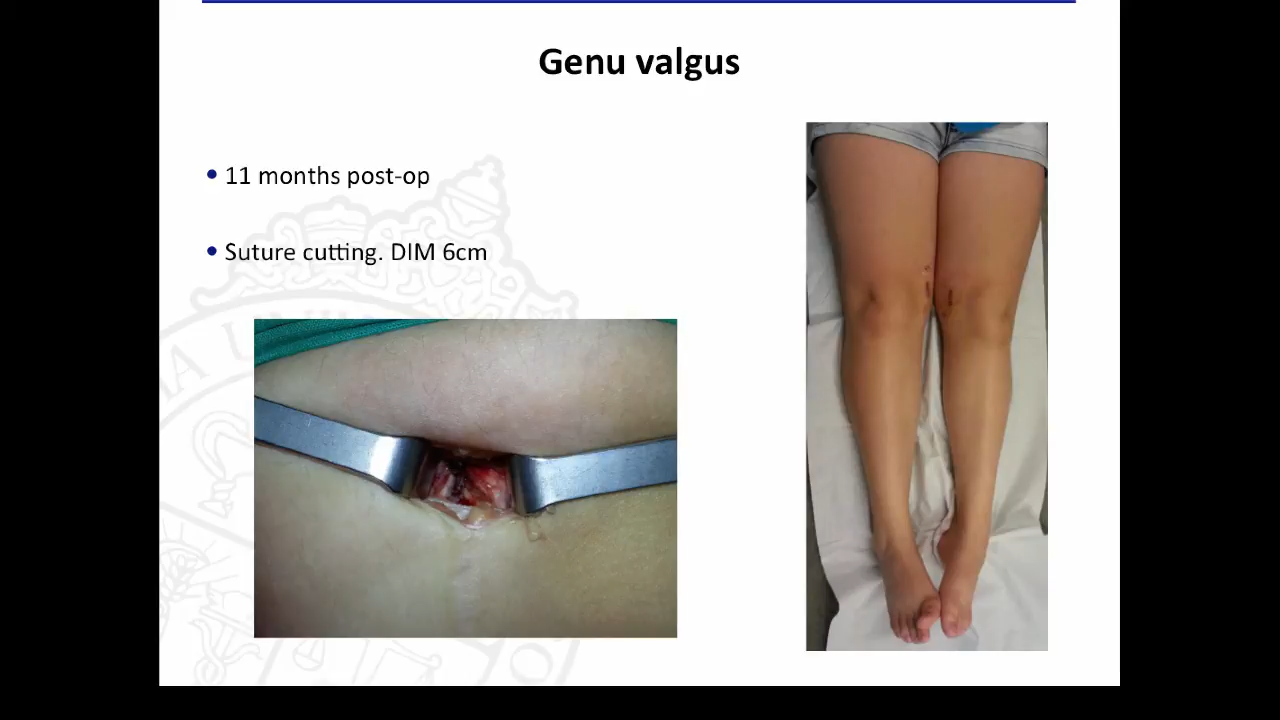 Genu valgus
• 11 months post-op
• Suture cutting. DIM 6cm